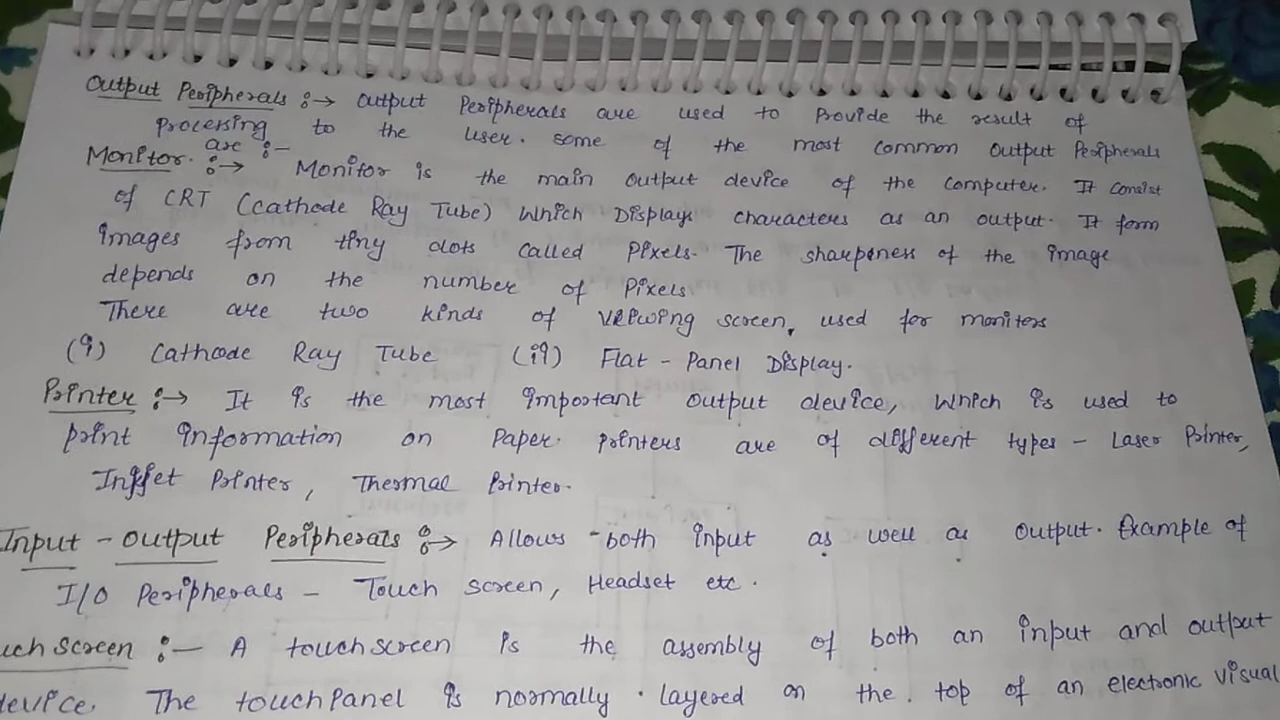 Output Peripherals :→ Output Peripherals are used to Provide the result of
Processing to the user. some of the most common output Peripherals
are :-
Monitor. :→ Monitor is the main output device of the computer. It consist
of CRT (cathode Ray Tube) Which Displays characters as an output. It form
images from tiny dots called Pixels. The sharpness of the image
depends on the number of Pixels.
There are two kinds of viewing screen, used for moniters
(i) Cathode Ray Tube (ii) Flat - Panel Display.
Printer :→ It is the most important output device, which is used to
print information on Paper. Printers are of different types - Laser Printer,
Inkjet Printer, Thermal Printer.
Input - output Peripherals :→ Allows both input as well as output. Example of
I/O Peripherals - Touch Screen, Headset etc.
uch Screen :- A touch screen is the assembly of both an input and output
device. The touch Panel is normally layered on the top of an electronic visual